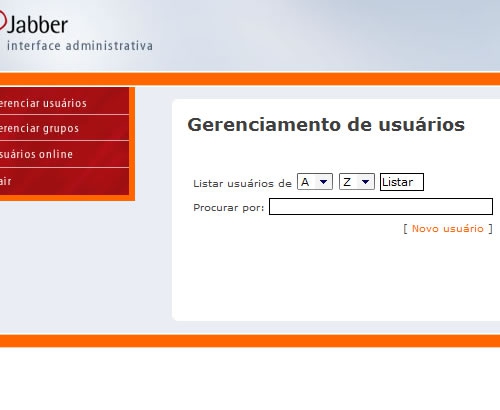 Jabber
interface administrativa
erenciar usuários
erenciar grupos
suários online
air
Gerenciamento de usuários
Listar usuários de A Z Listar
Procurar por:
[ Novo usuário ]